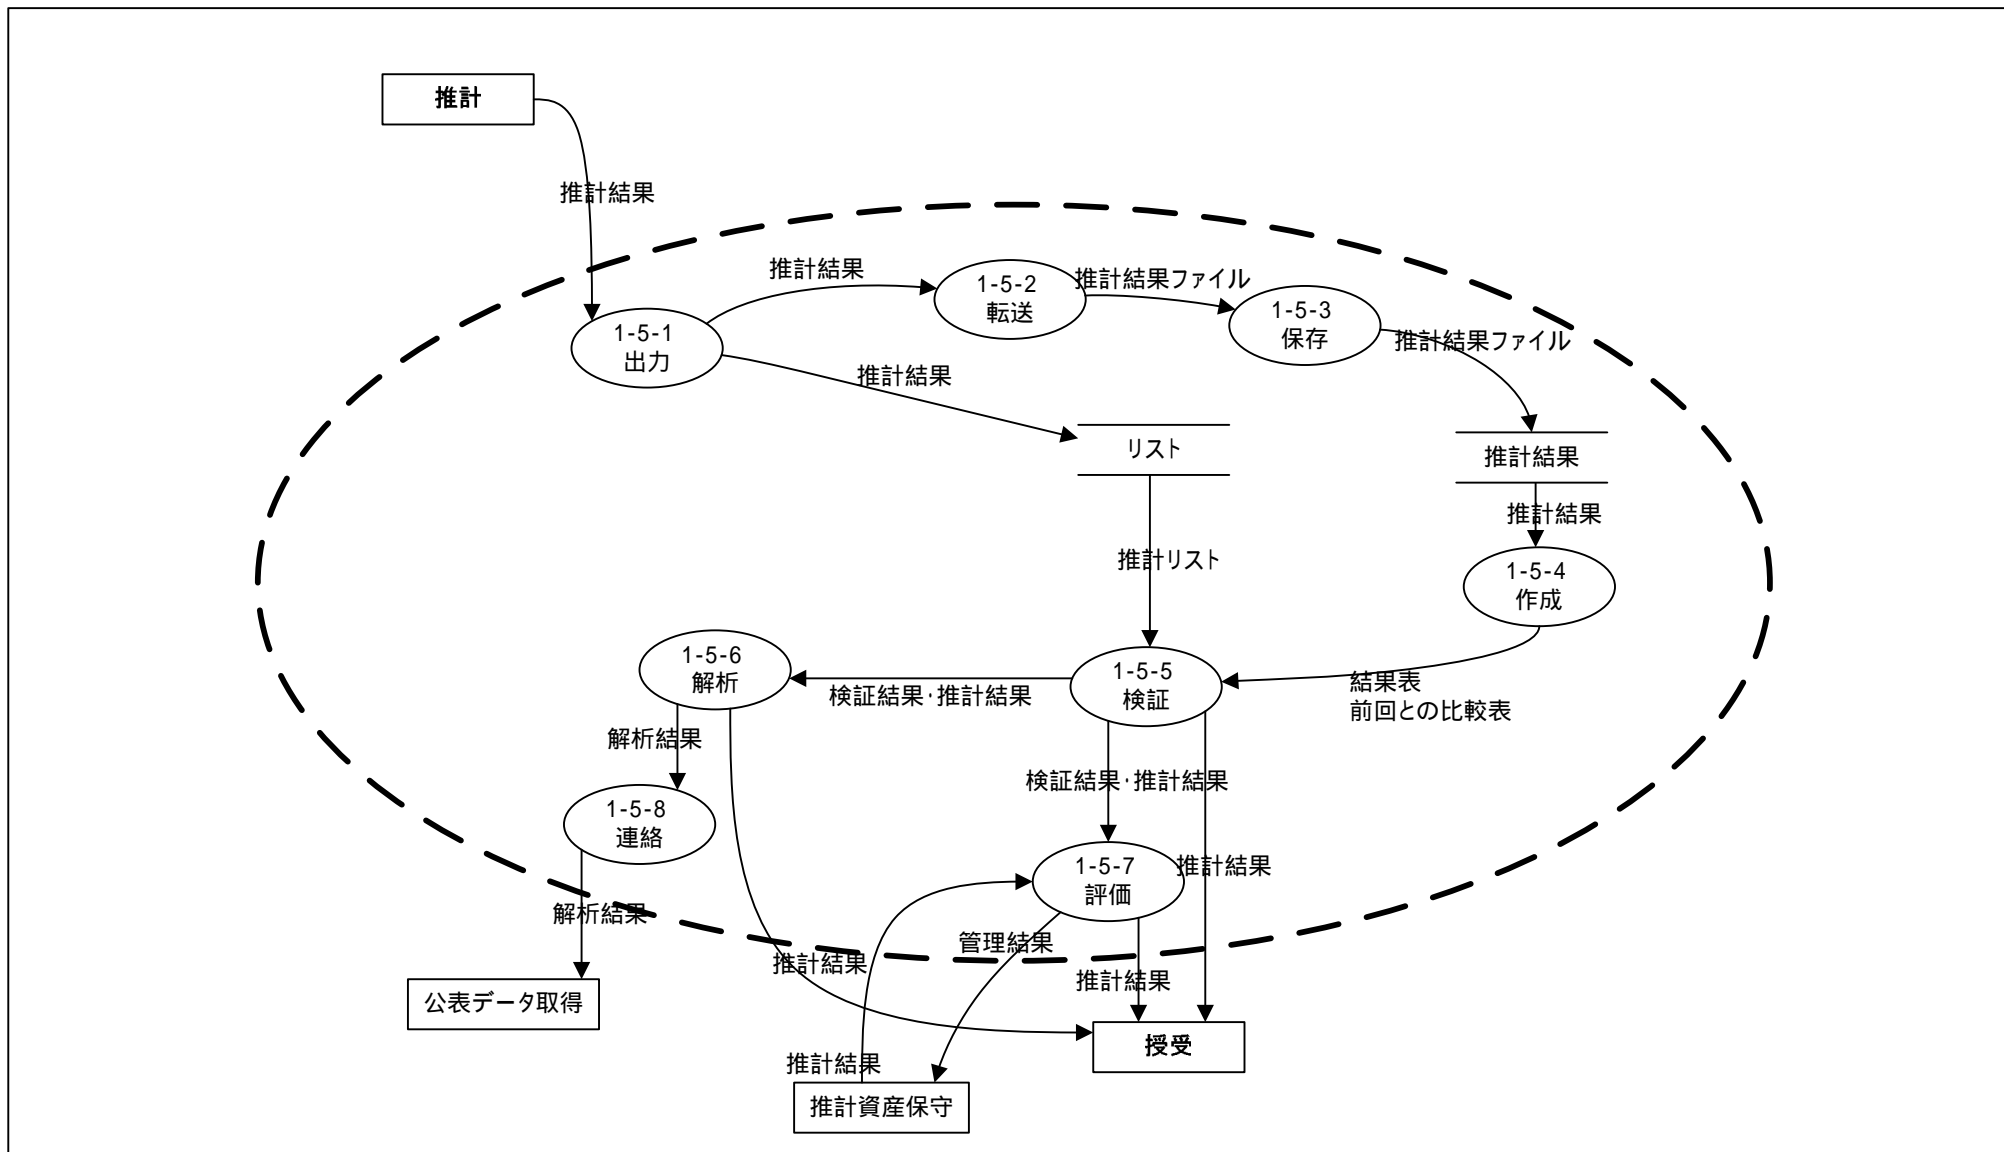 推計
推計結果
推計結果
1-5-2
転送
推計結果ファイル
1-5-3
保存
推計結果ファイル
1-5-1
出力
推計結果
リスト
推計結果
推計結果
推計リスト
1-5-4
作成
1-5-6
解析
検証結果・推計結果
1-5-5
検証
結果表
前回との比較表
解析結果
検証結果・推計結果
1-5-8
連絡
1-5-7
評価
推計結果
解析結果
管理結果
推計結果
推計結果
公表データ取得
授受
推計結果
推計資産保守